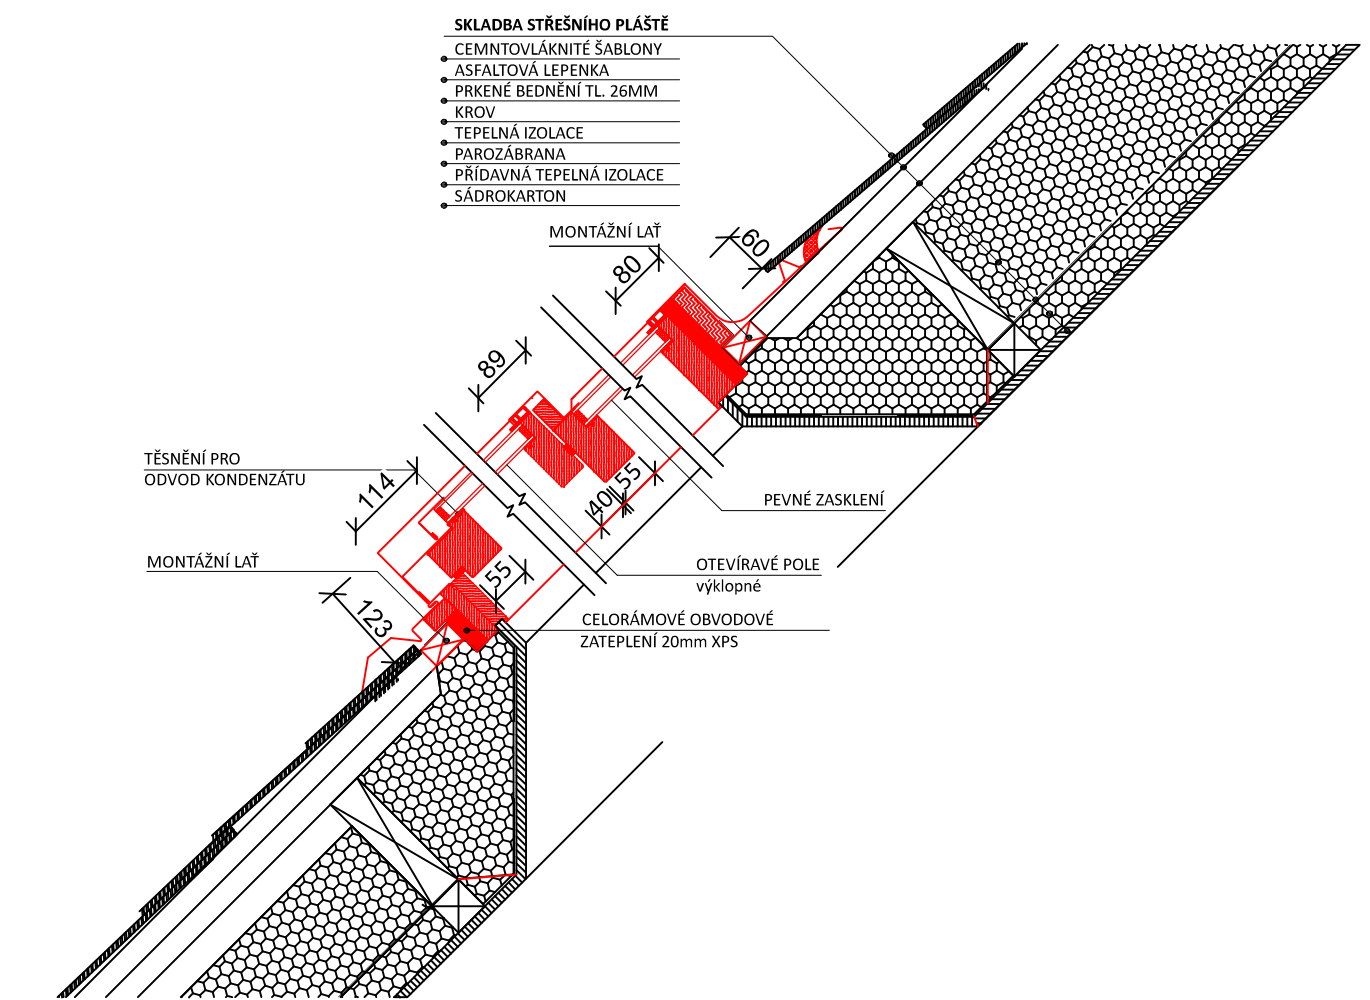 SKLADBA STŘEŠNÍHO PLÁŠTĚ
CEMNTOVLÁKNITÉ ŠABLONY
ASFALTOVÁ LEPENKA
PRKENÉ BEDNĚNÍ TL. 26MM
KROV
TEPELNÁ IZOLACE
PAROZÁBRANA
PŘÍDAVNÁ TEPELNÁ IZOLACE
SÁDROKARTON
MONTÁŽNÍ LAŤ
60
80
89
TĚSNĚNÍ PRO
ODVOD KONDENZÁTU
114
40
55
PEVNÉ ZASKLENÍ
MONTÁŽNÍ LAŤ
55
OTEVÍRAVÉ POLE
výklopné
123
CELORÁMOVÉ OBVODOVÉ
ZATEPLENÍ 20mm XPS